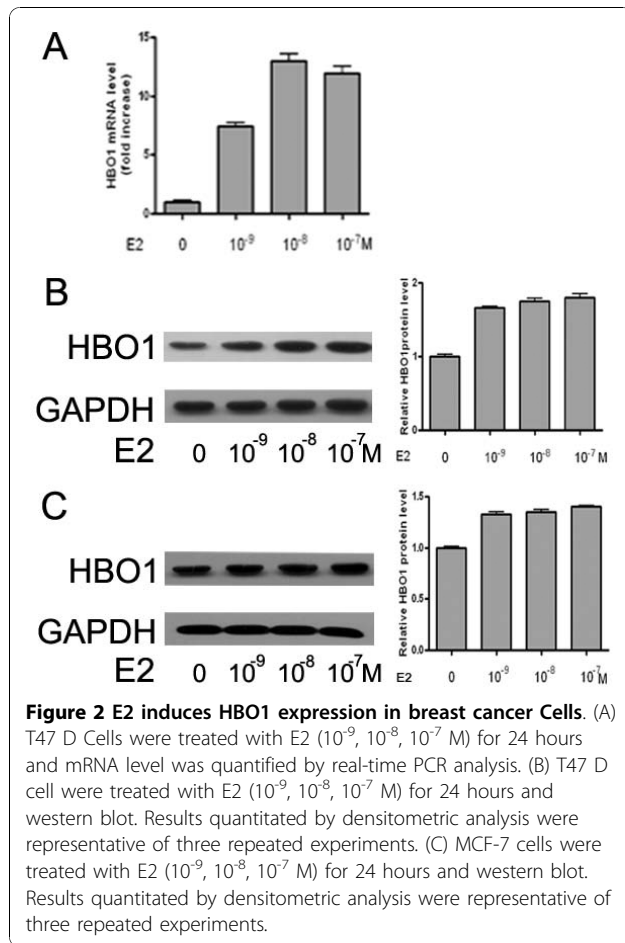 A
HBO1 mRNA level
(fold increase)
15
10
5
0
E2 0 10⁻⁹ 10⁻⁸ 10⁻⁷M
B
HBO1
GAPDH
E2 0 10⁻⁹ 10⁻⁸ 10⁻⁷M
Relative HBO1protein level
2
1
0
E2 0 10⁻⁹ 10⁻⁸ 10⁻⁷M
C
HBO1
GAPDH
E2 0 10⁻⁹ 10⁻⁸ 10⁻⁷M
Relative HBO1 protein level
1.5
1.0
0.5
0.0
E2 0 10⁻⁹ 10⁻⁸ 10⁻⁷M
Figure 2 E2 induces HBO1 expression in breast cancer Cells. (A)
T47 D Cells were treated with E2 (10⁻⁹, 10⁻⁸, 10⁻⁷ M) for 24 hours
and mRNA level was quantified by real-time PCR analysis. (B) T47 D
cell were treated with E2 (10⁻⁹, 10⁻⁸, 10⁻⁷ M) for 24 hours and
western blot. Results quantitated by densitometric analysis were
representative of three repeated experiments. (C) MCF-7 cells were
treated with E2 (10⁻⁹, 10⁻⁸, 10⁻⁷ M) for 24 hours and western blot.
Results quantitated by densitometric analysis were representative of
three repeated experiments.